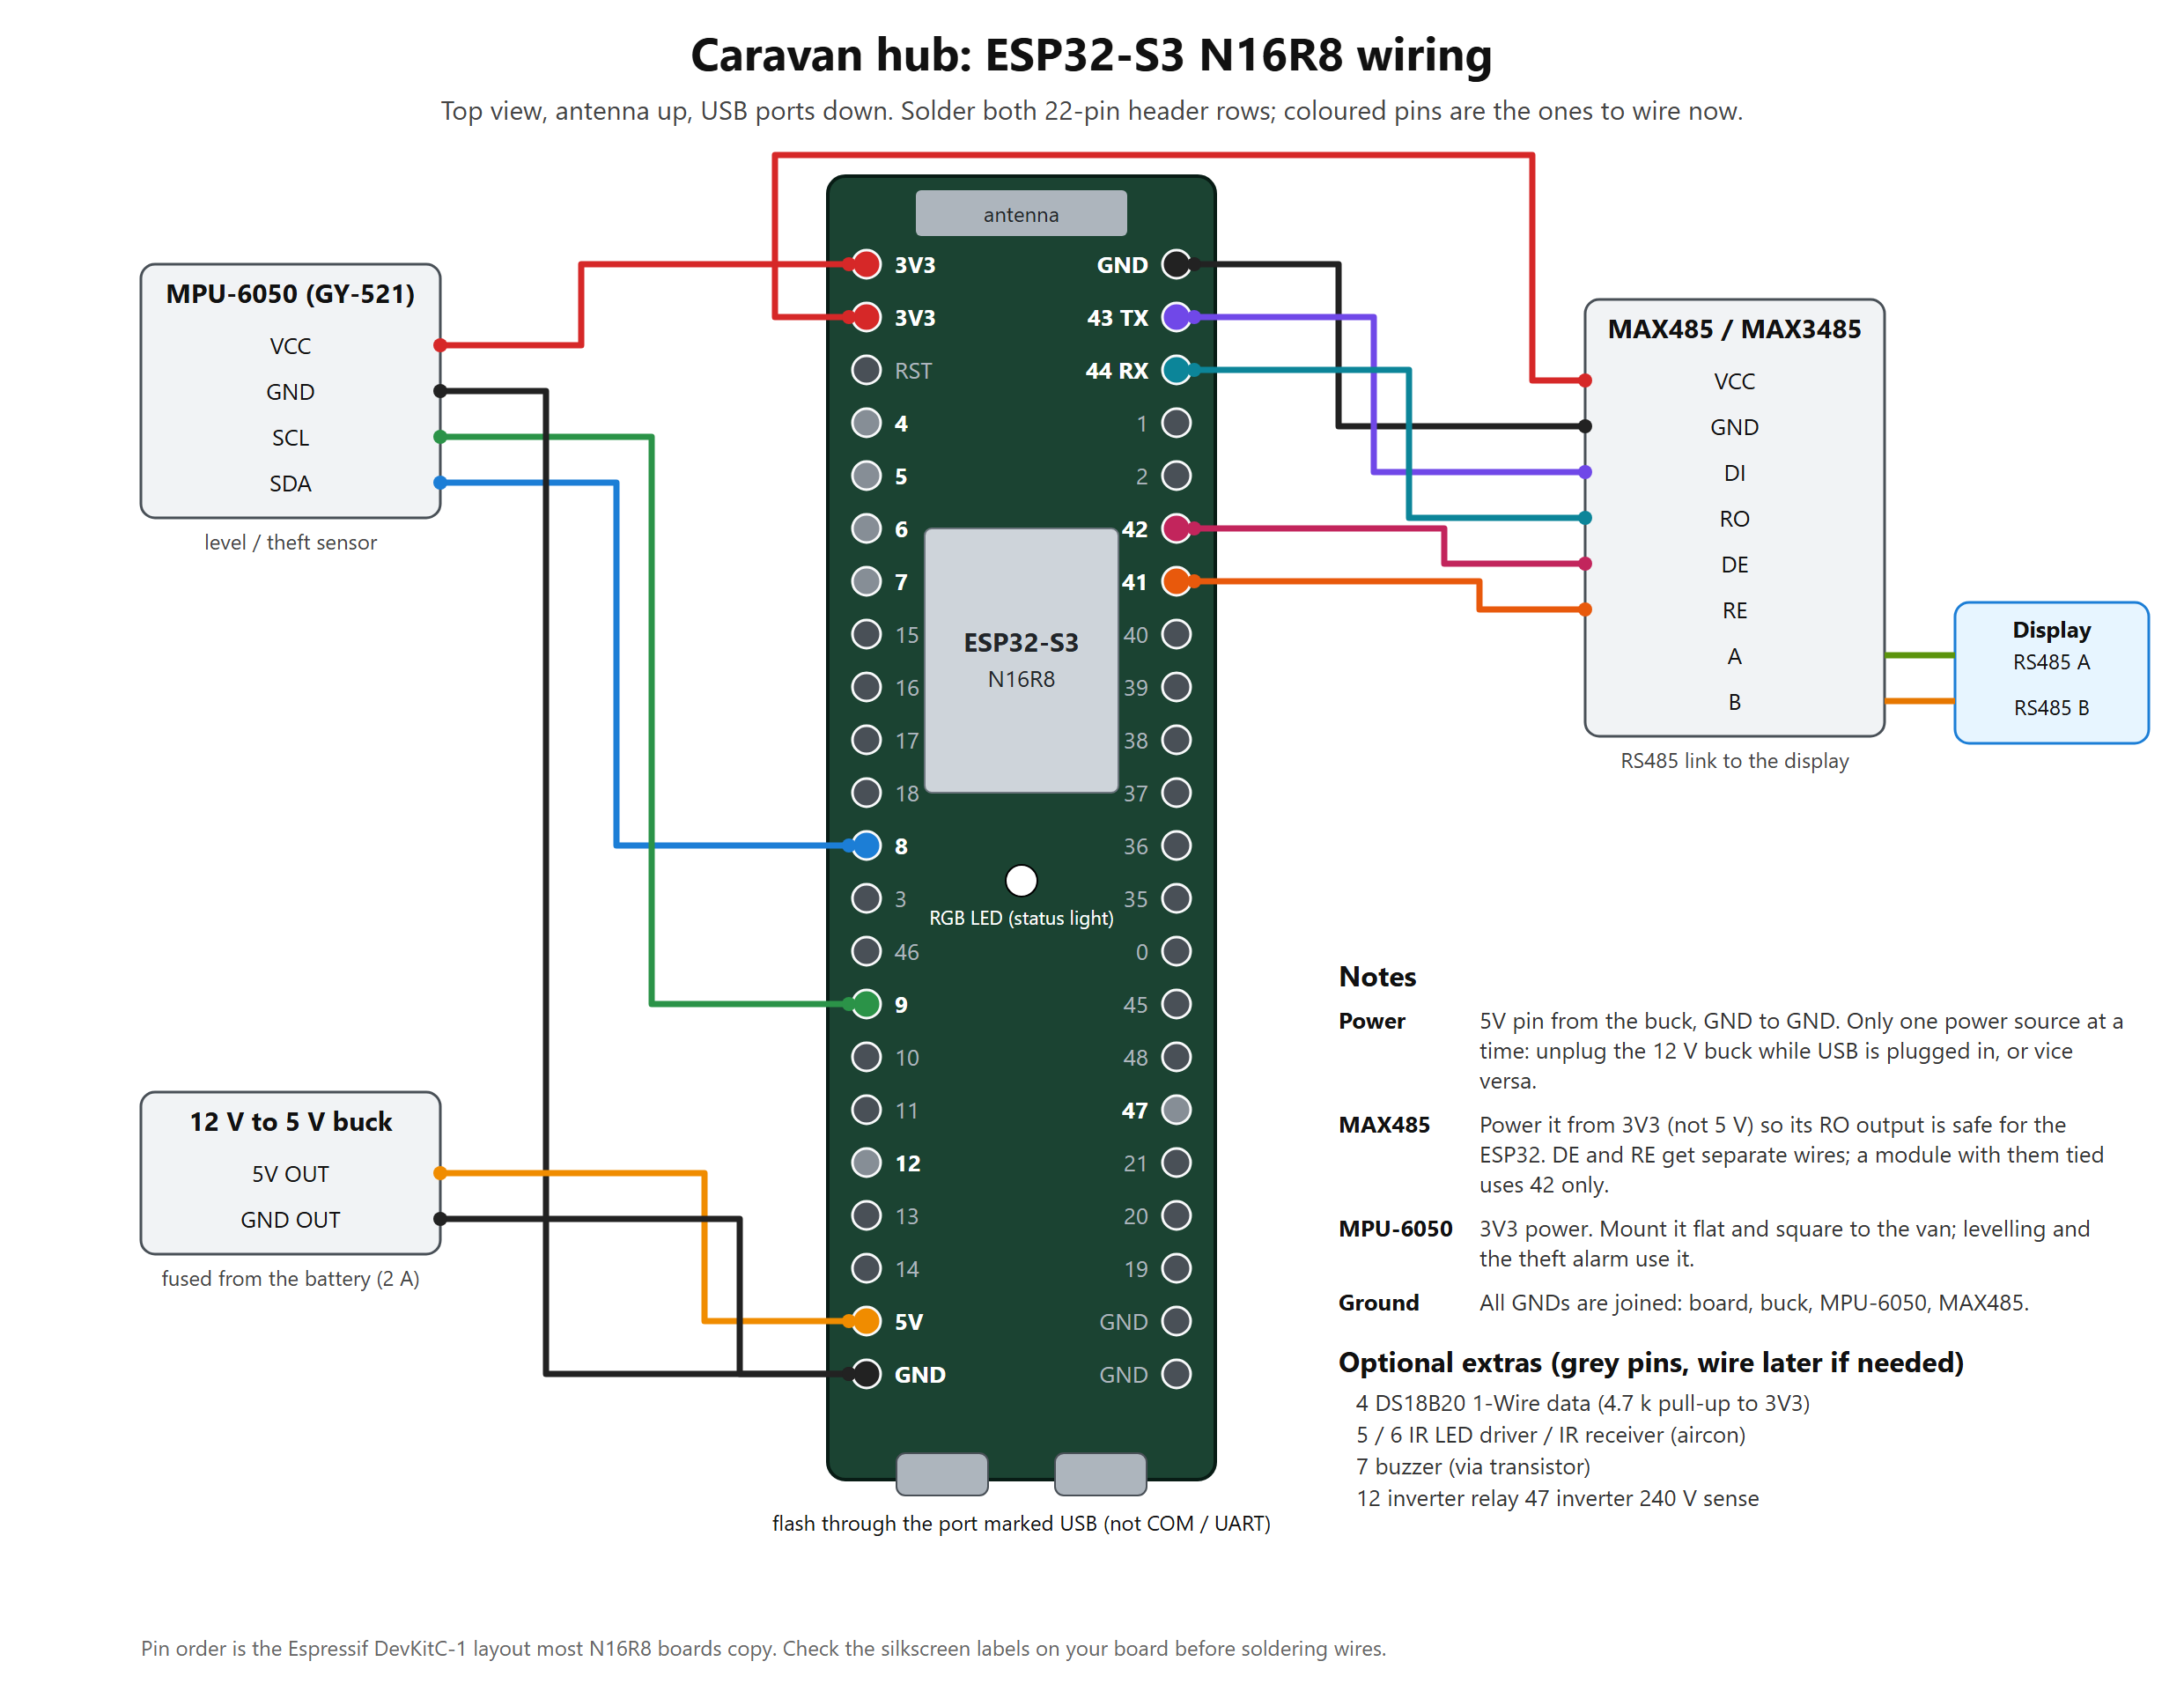 Caravan hub: ESP32-S3 N16R8 wiring
Top view, antenna up, USB ports down. Solder both 22-pin header rows; coloured pins are the ones to wire now.
MPU-6050 (GY-521)
VCC
GND
SCL
SDA
level / theft sensor
12 V to 5 V buck
5V OUT
GND OUT
fused from the battery (2 A)
antenna
3V3
3V3
RST
4
5
6
7
15
16
17
18
8
3
46
9
10
11
12
13
14
5V
GND
ESP32-S3
N16R8
RGB LED (status light)
GND
43 TX
44 RX
1
2
42
41
40
39
38
37
36
35
0
45
48
47
21
20
19
GND
GND
flash through the port marked USB (not COM / UART)
MAX485 / MAX3485
VCC
GND
DI
RO
DE
RE
A
B
RS485 link to the display
Display
RS485 A
RS485 B
Notes
Power 5V pin from the buck, GND to GND. Only one power source at a
time: unplug the 12 V buck while USB is plugged in, or vice
versa.
MAX485 Power it from 3V3 (not 5 V) so its RO output is safe for the
ESP32. DE and RE get separate wires; a module with them tied
uses 42 only.
MPU-6050 3V3 power. Mount it flat and square to the van; levelling and
the theft alarm use it.
Ground All GNDs are joined: board, buck, MPU-6050, MAX485.
Optional extras (grey pins, wire later if needed)
4 DS18B20 1-Wire data (4.7 k pull-up to 3V3)
5 / 6 IR LED driver / IR receiver (aircon)
7 buzzer (via transistor)
12 inverter relay 47 inverter 240 V sense
Pin order is the Espressif DevKitC-1 layout most N16R8 boards copy. Check the silkscreen labels on your board before soldering wires.